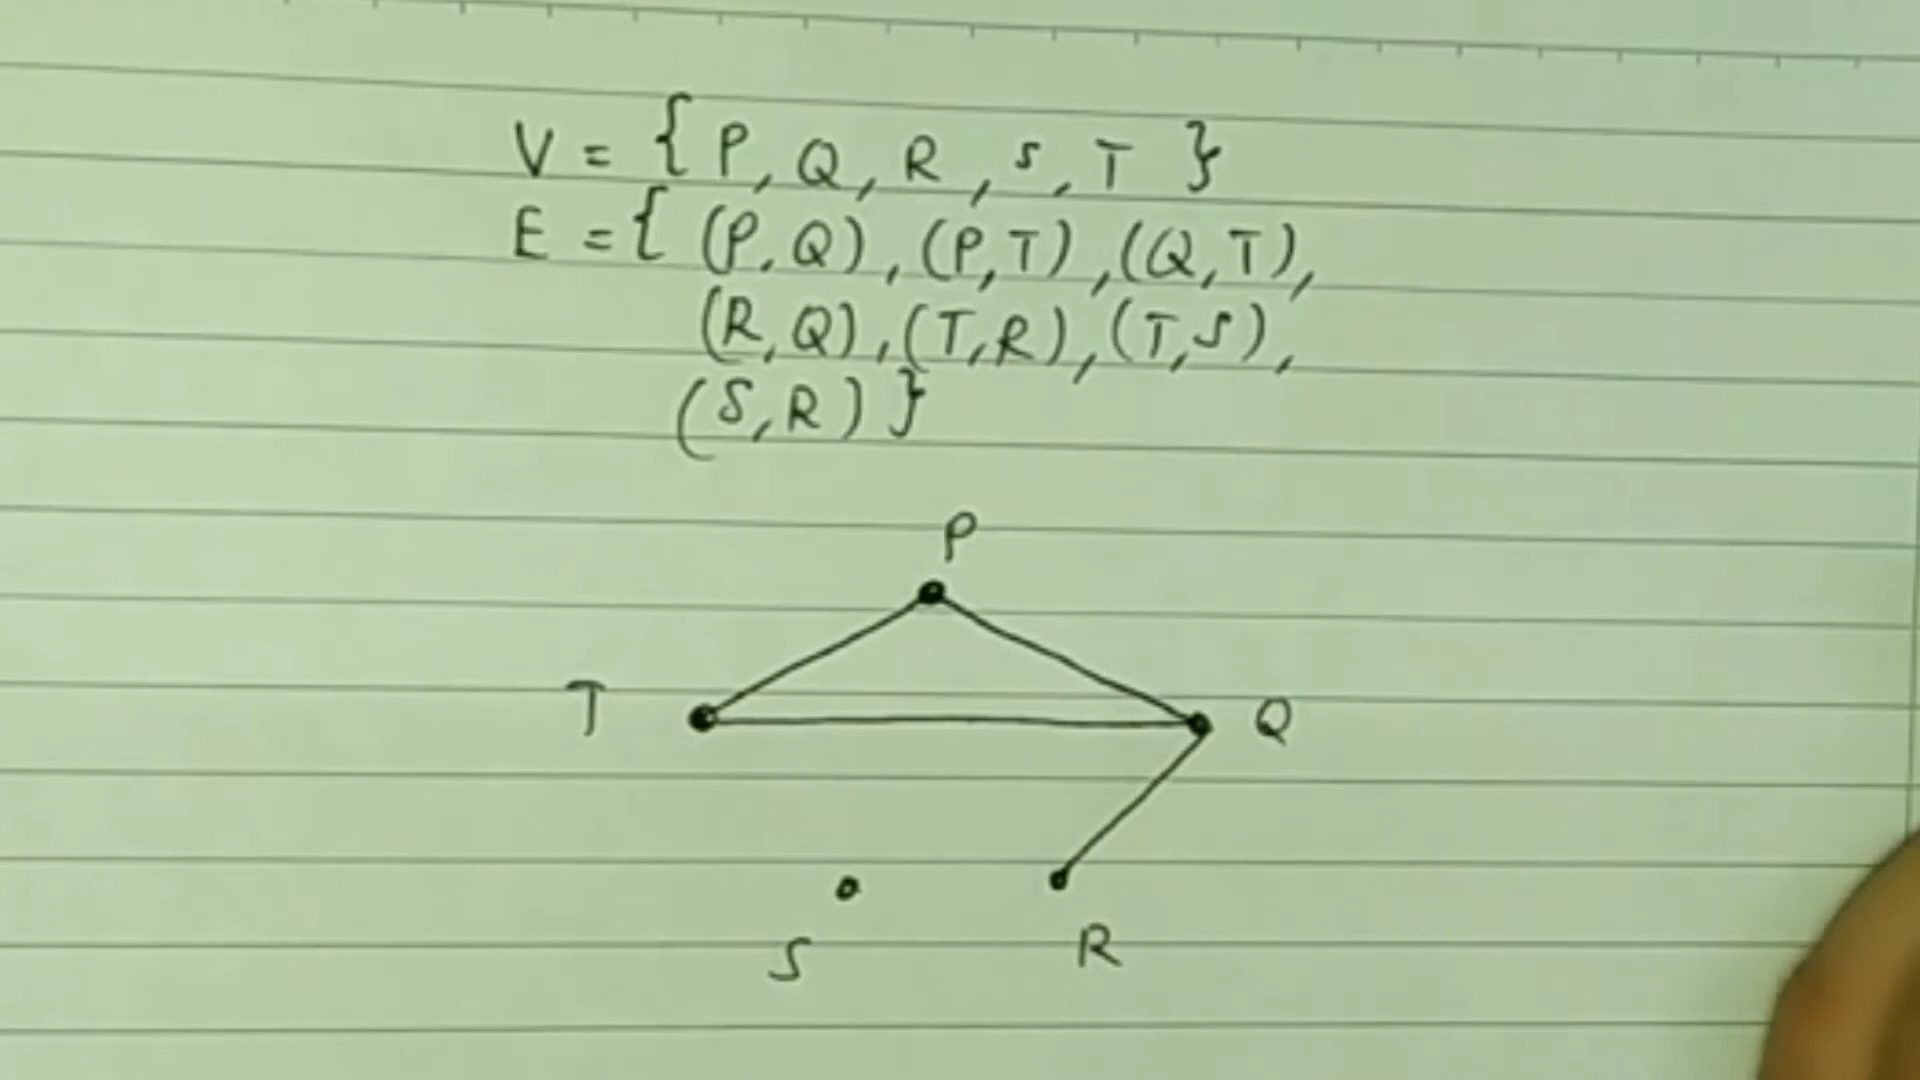 V = { P, Q, R, S, T }
E = { (P,Q), (P,T), (Q,T),
(R,Q), (T,R), (T,S),
(S,R) }
P
T
Q
S
R